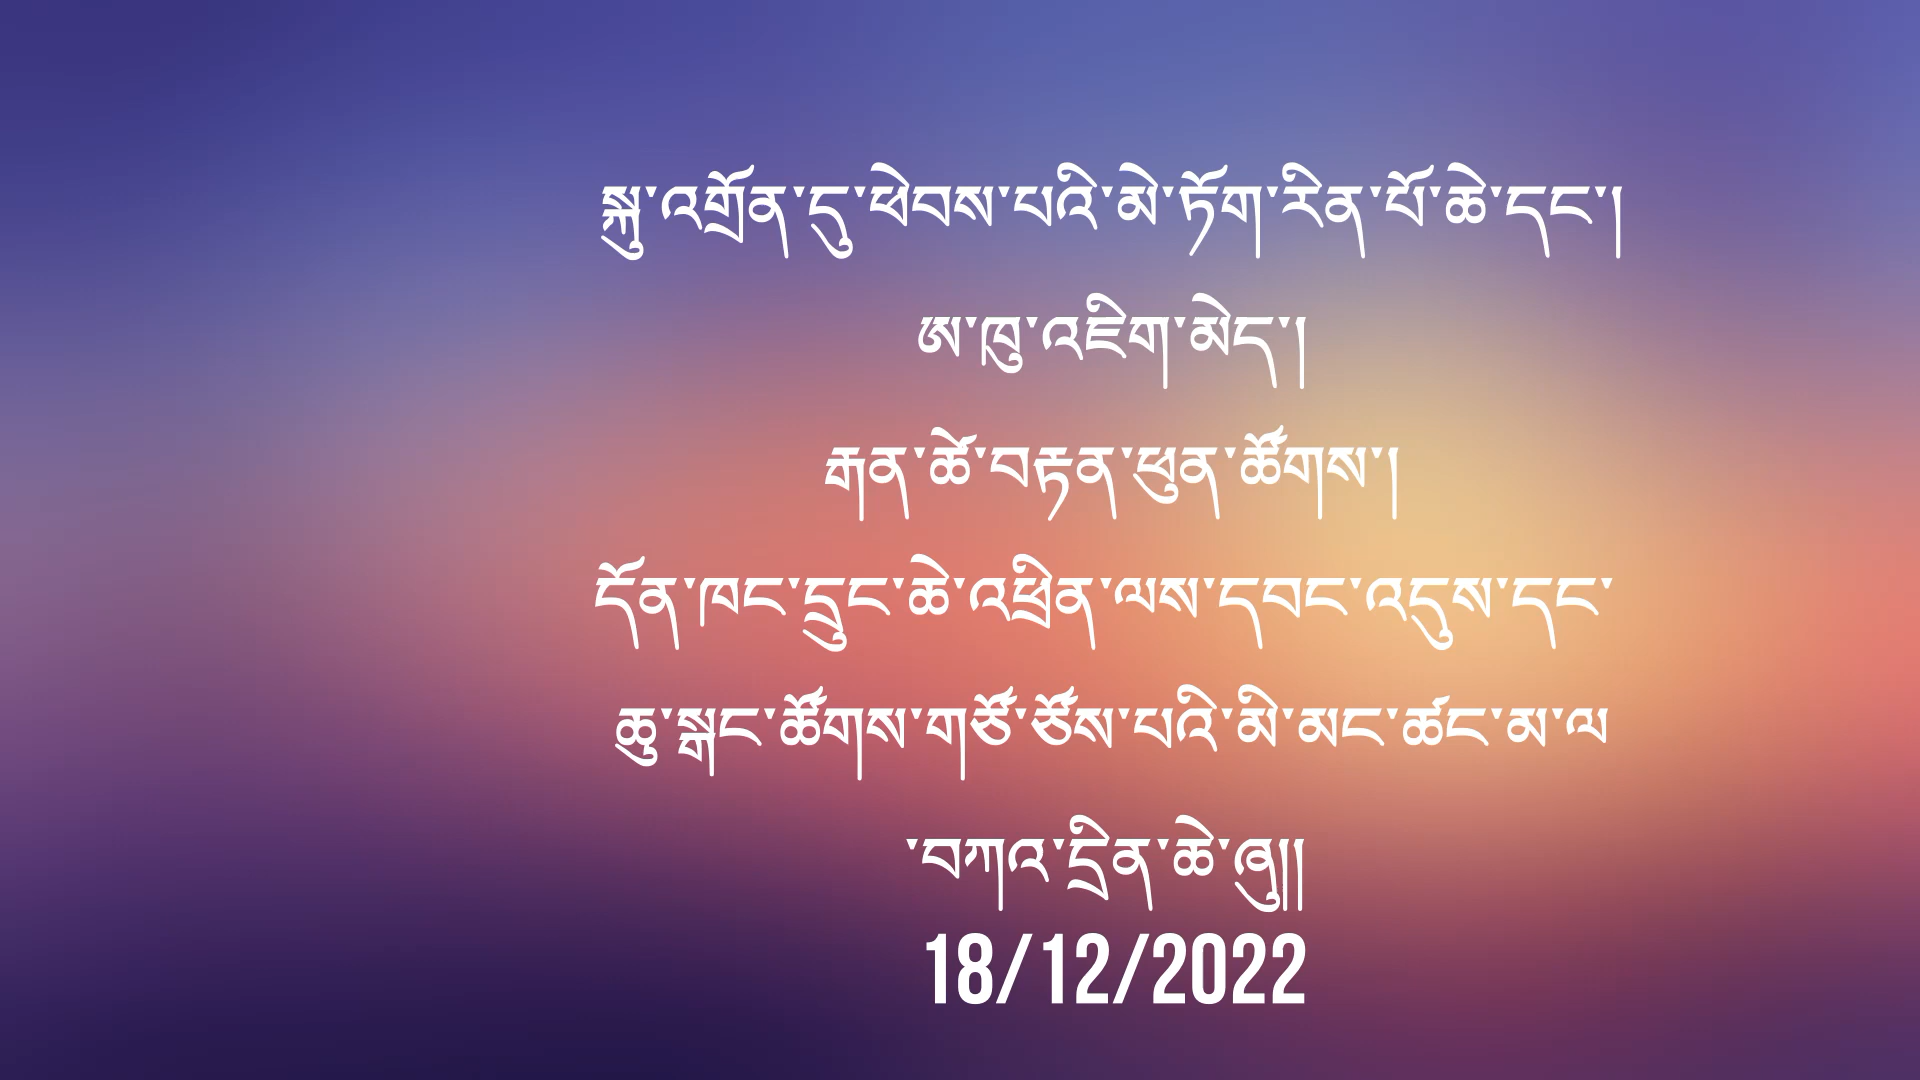 སྐུ་འགྲོན་དུ་ཕེབས་པའི་མེ་ཏོག་རིན་པོ་ཆེ་དང་།
ཨ་ཁུ་འཇིག་མེད་།
རྒན་ཚེ་བརྟན་ཕུན་ཚོགས་།
དོན་ཁང་དྲུང་ཆེ་འཕྲིན་ལས་དབང་འདུས་དང་
ཆུ་སྒང་ཚོགས་གཙོ་ཙོས་པའི་མི་མང་ཚང་མ་ལ
་བཀའ་དྲིན་ཆེ་ཞུ།།
18/12/2022